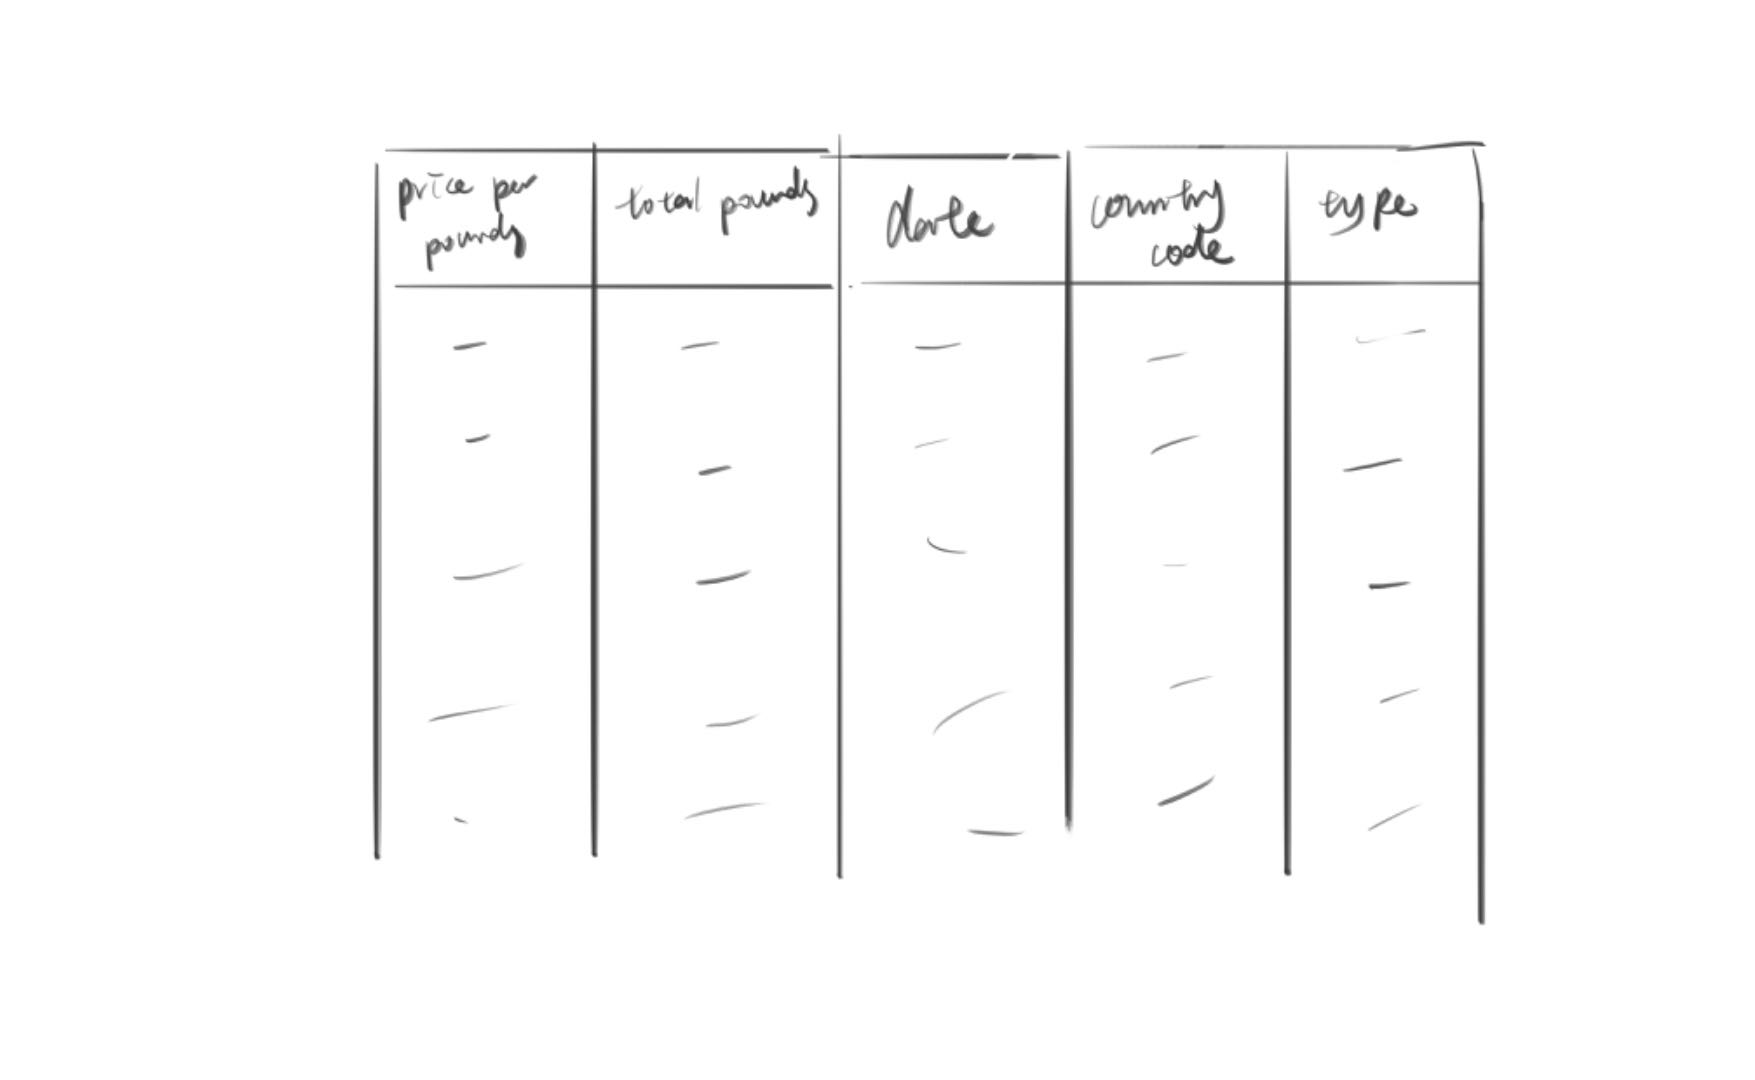 price per
pounds
total pounds
date
country
code
type